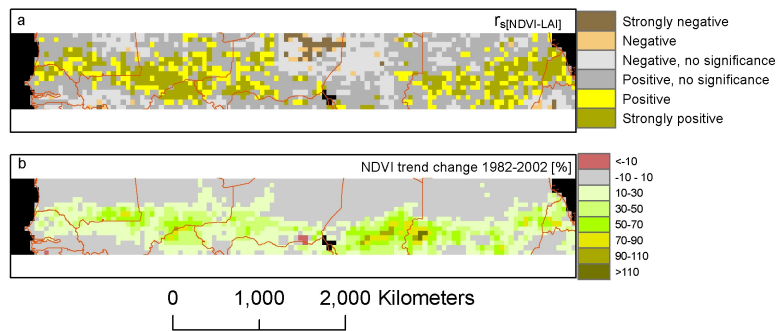 a
rs[NDVI-LAI]
Strongly negative
Negative
Negative, no significance
Positive, no significance
Positive
Strongly positive
b
NDVI trend change 1982-2002 [%]
<-10
-10 - 10
10-30
30-50
50-70
70-90
90-110
>110
0 1,000 2,000 Kilometers